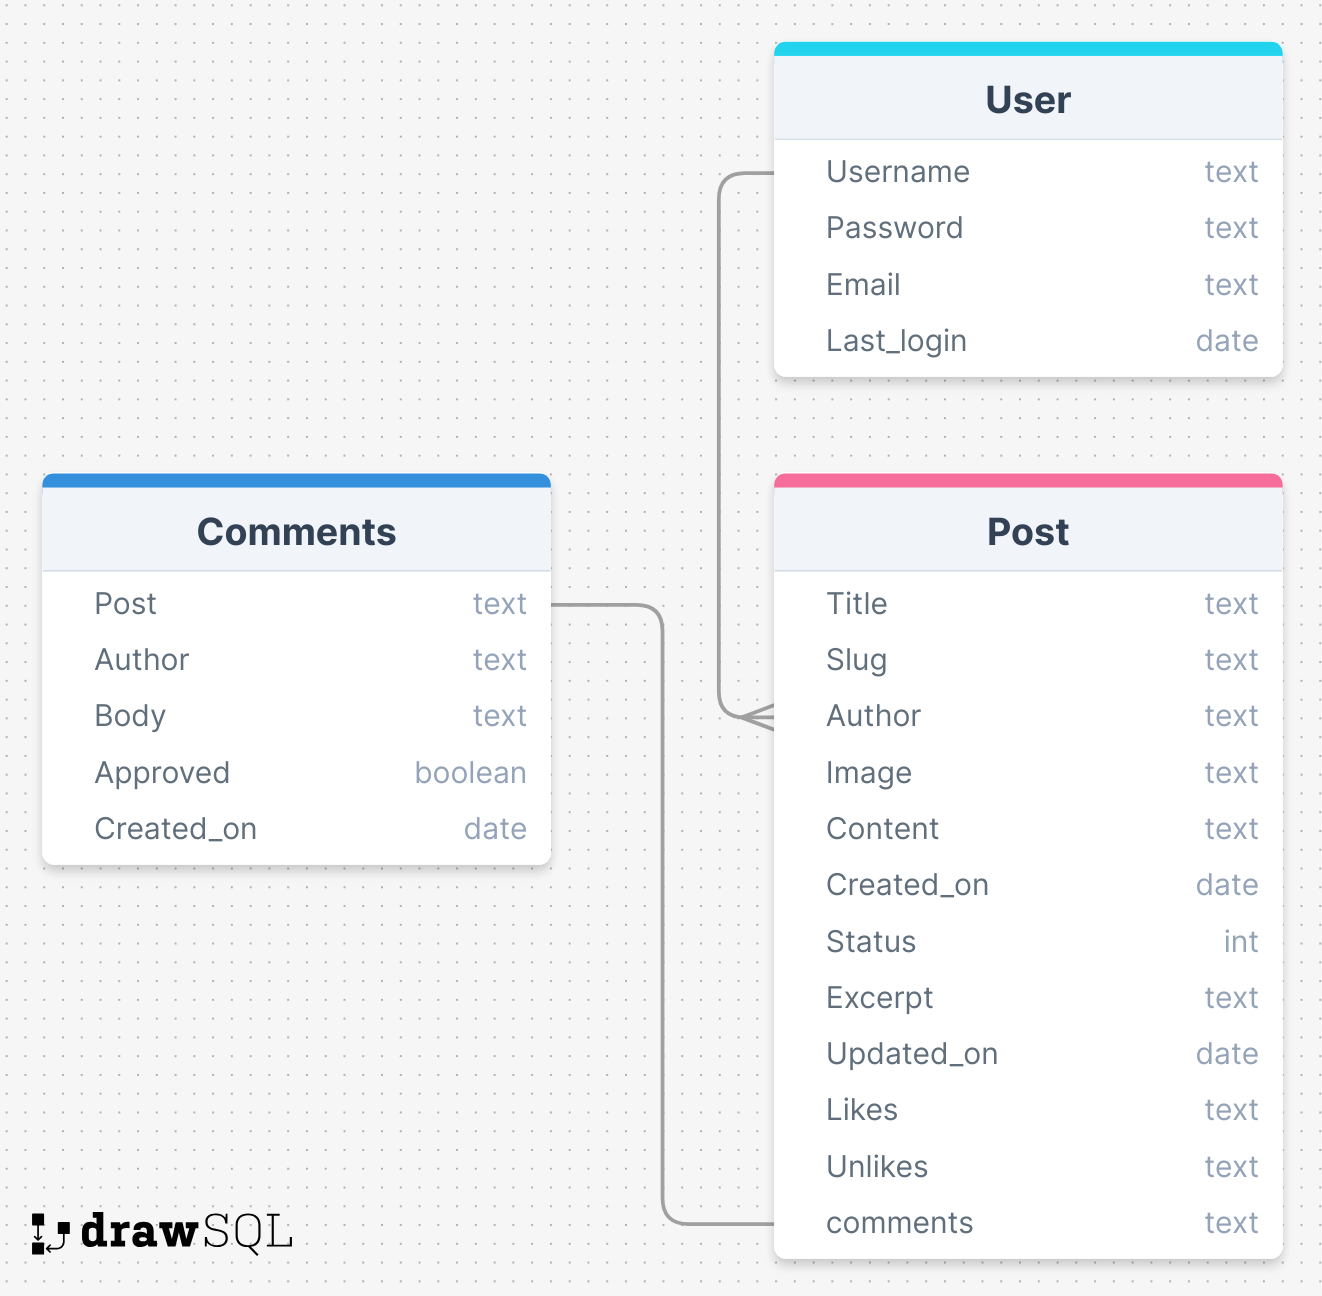 User
Username text
Password text
Email text
Last_login date
Comments
Post text
Author text
Body text
Approved boolean
Created_on date
Post
Title text
Slug text
Author text
Image text
Content text
Created_on date
Status int
Excerpt text
Updated_on date
Likes text
Unlikes text
comments text
drawSQL